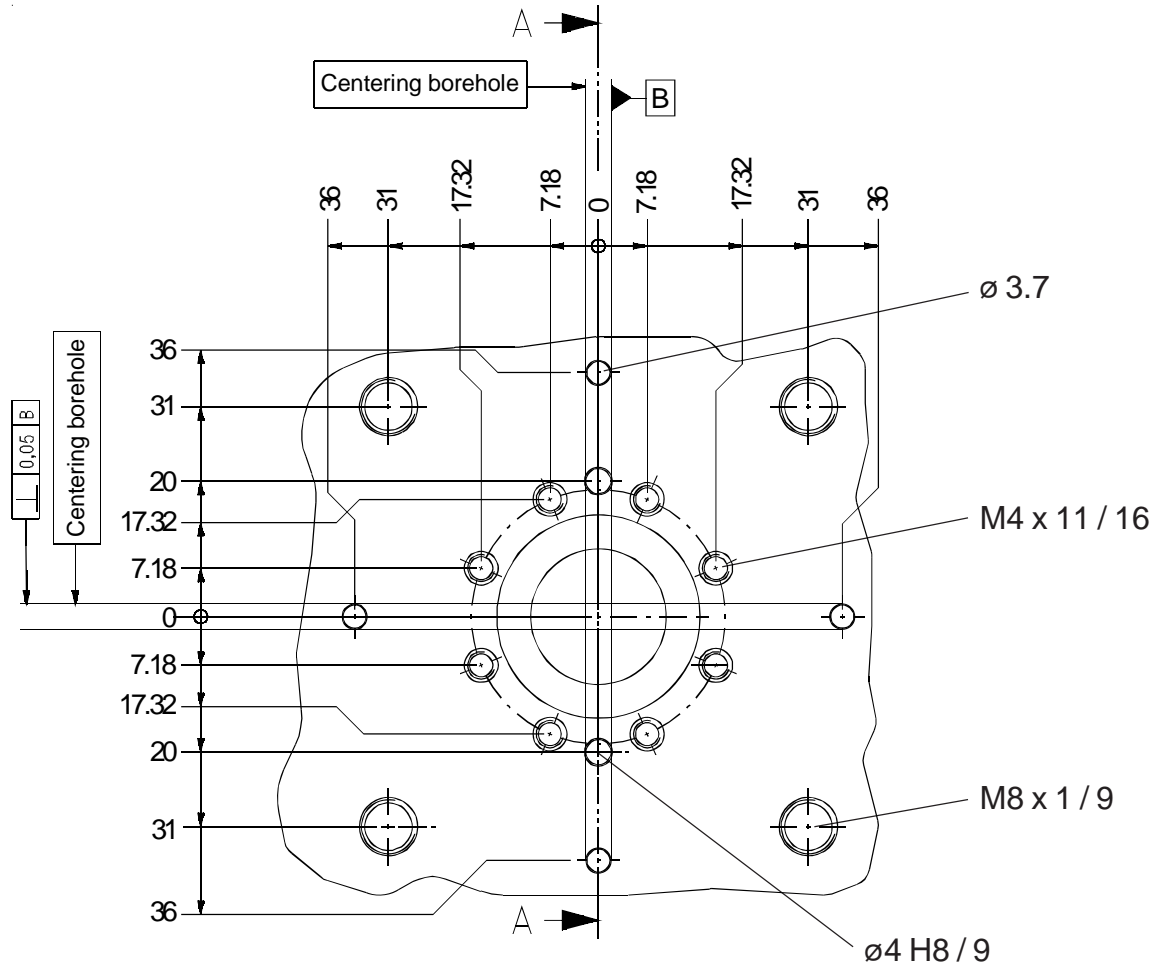 A
Centering borehole
B
36
31
17.32
7.18
0
7.18
17.32
31
36
ø 3.7
⊥ 0,05 B
Centering borehole
36
31
20
17.32
7.18
0
7.18
17.32
20
31
36
M4 x 11 / 16
M8 x 1 / 9
A
ø4 H8 / 9